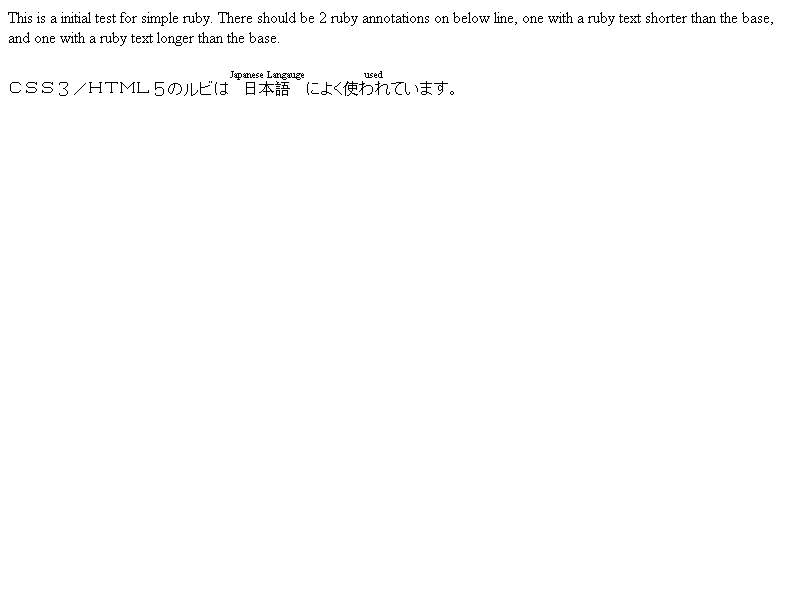 This is a initial test for simple ruby. There should be 2 ruby annotations on below line, one with a ruby text shorter than the base,
and one with a ruby text longer than the base.
Japanese Langauge used
ＣＳＳ３／ＨＴＭＬ５のルビは日本語によく使われています。